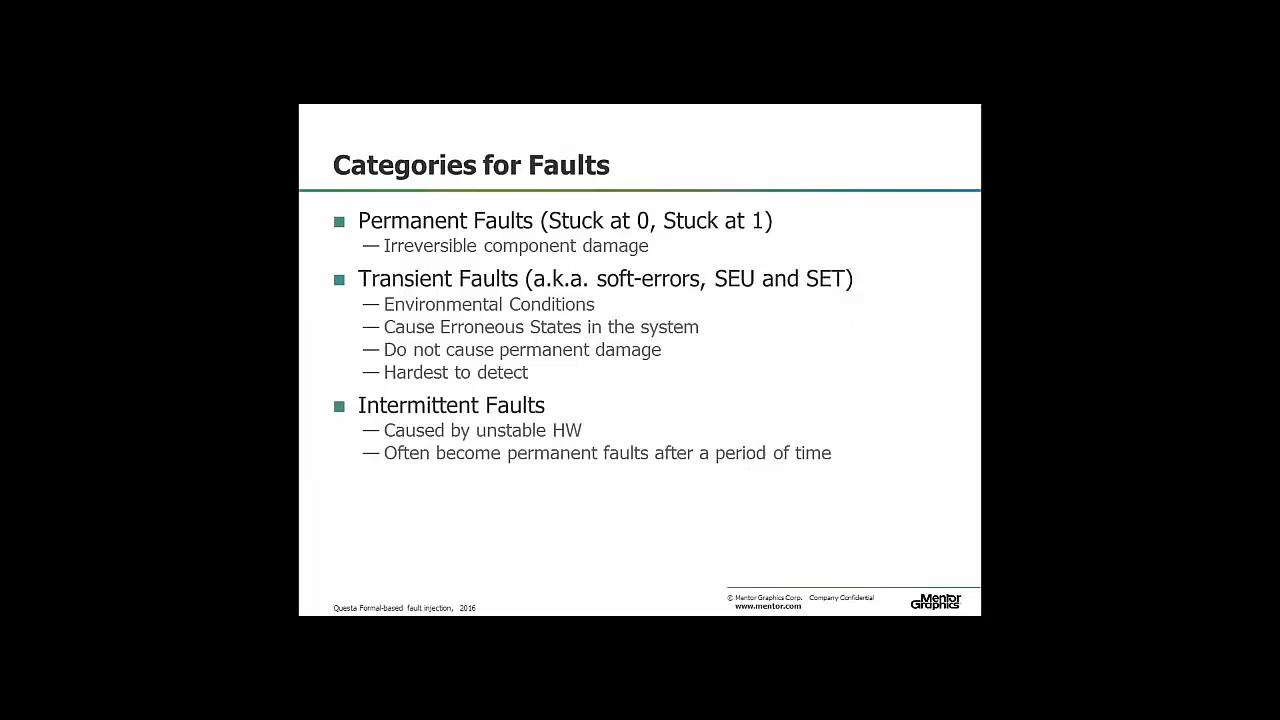 Categories for Faults
Permanent Faults (Stuck at 0, Stuck at 1)
— Irreversible component damage
Transient Faults (a.k.a. soft-errors, SEU and SET)
— Environmental Conditions
— Cause Erroneous States in the system
— Do not cause permanent damage
— Hardest to detect
Intermittent Faults
— Caused by unstable HW
— Often become permanent faults after a period of time
Questa Formal-based fault injection, 2016
© Mentor Graphics Corp. Company Confidential
www.mentor.com
Mentor
Graphics